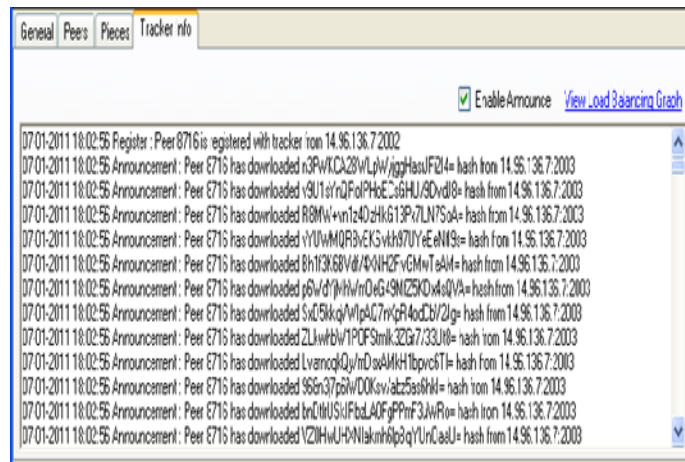 General Peers Pieces Tracker Info
Enable Announce View Load Balancing Graph
07-01-2011 18:02:56 Register : Peer 8716 is registered with tracker from 14.96.136.7:2002
07-01-2011 18:02:56 Announcement : Peer 8716 has downloaded hash from 14.96.136.7:2003
07-01-2011 18:02:56 Announcement : Peer 8716 has downloaded hash from 14.96.136.7:2003
07-01-2011 18:02:56 Announcement : Peer 8716 has downloaded hash from 14.96.136.7:2003
07-01-2011 18:02:56 Announcement : Peer 8716 has downloaded hash from 14.96.136.7:2003
07-01-2011 18:02:56 Announcement : Peer 8716 has downloaded hash from 14.96.136.7:2003
07-01-2011 18:02:56 Announcement : Peer 8716 has downloaded hash from 14.96.136.7:2003
07-01-2011 18:02:56 Announcement : Peer 8716 has downloaded hash from 14.96.136.7:2003
07-01-2011 18:02:56 Announcement : Peer 8716 has downloaded hash from 14.96.136.7:2003
07-01-2011 18:02:56 Announcement : Peer 8716 has downloaded hash from 14.96.136.7:2003
07-01-2011 18:02:56 Announcement : Peer 8716 has downloaded hash from 14.96.136.7:2003
07-01-2011 18:02:56 Announcement : Peer 8716 has downloaded hash from 14.96.136.7:2003
07-01-2011 18:02:56 Announcement : Peer 8716 has downloaded hash from 14.96.136.7:2003